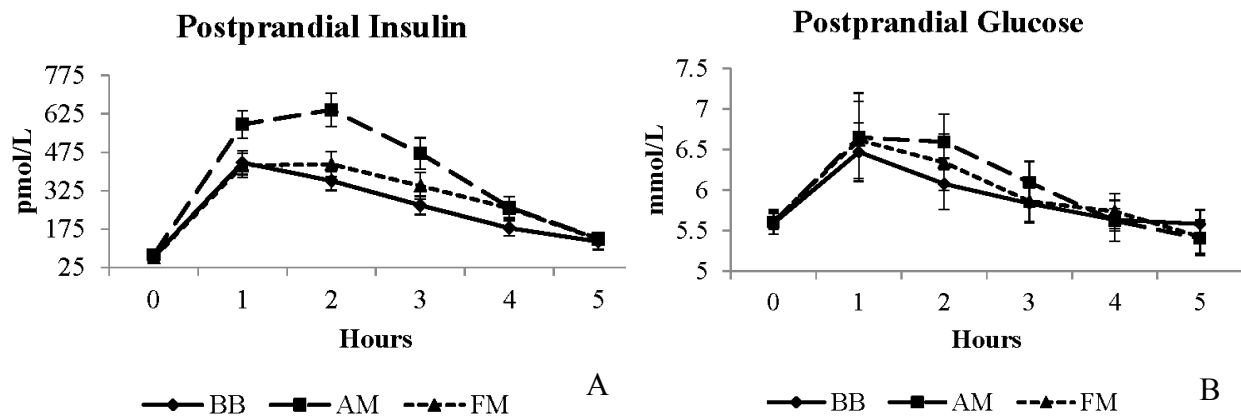 Postprandial Insulin
775
625
475
325
175
25
pmol/L
0 1 2 3 4 5
Hours
BB AM FM
A
Postprandial Glucose
7.5
7
6.5
6
5.5
5
mmol/L
0 1 2 3 4 5
Hours
BB AM FM
B